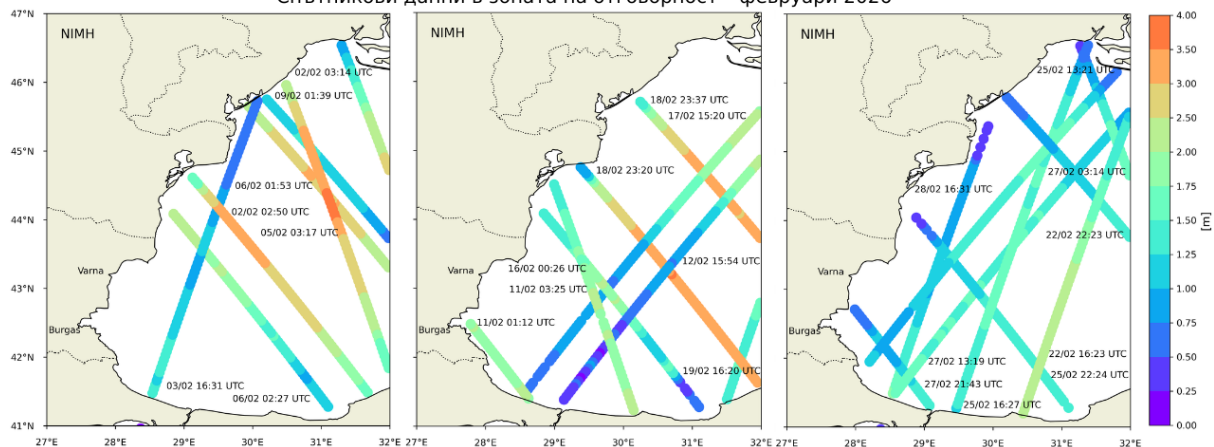 Сателитни данни в зоната на отговорност - февруари 2026
NIMH
02/02 03:14 UTC
09/02 01:39 UTC
06/02 01:53 UTC
02/02 02:50 UTC
05/02 03:17 UTC
03/02 16:31 UTC
06/02 02:27 UTC
Varna
Burgas
47°N
46°N
45°N
44°N
43°N
42°N
41°N
27°E 28°E 29°E 30°E 31°E 32°E
NIMH
18/02 23:37 UTC
17/02 15:20 UTC
18/02 23:20 UTC
12/02 15:54 UTC
16/02 00:26 UTC
11/02 03:25 UTC
11/02 01:12 UTC
19/02 16:20 UTC
Varna
Burgas
27°E 28°E 29°E 30°E 31°E 32°E
NIMH
25/02 13:21 UTC
27/02 03:14 UTC
28/02 16:31 UTC
22/02 22:23 UTC
22/02 16:23 UTC
27/02 13:19 UTC
25/02 22:24 UTC
27/02 21:43 UTC
25/02 16:27 UTC
Varna
Burgas
27°E 28°E 29°E 30°E 31°E 32°E
4.00
3.50
3.00
2.50
2.00
1.75
1.50
1.25
1.00
0.75
0.50
0.25
0.00
[m]